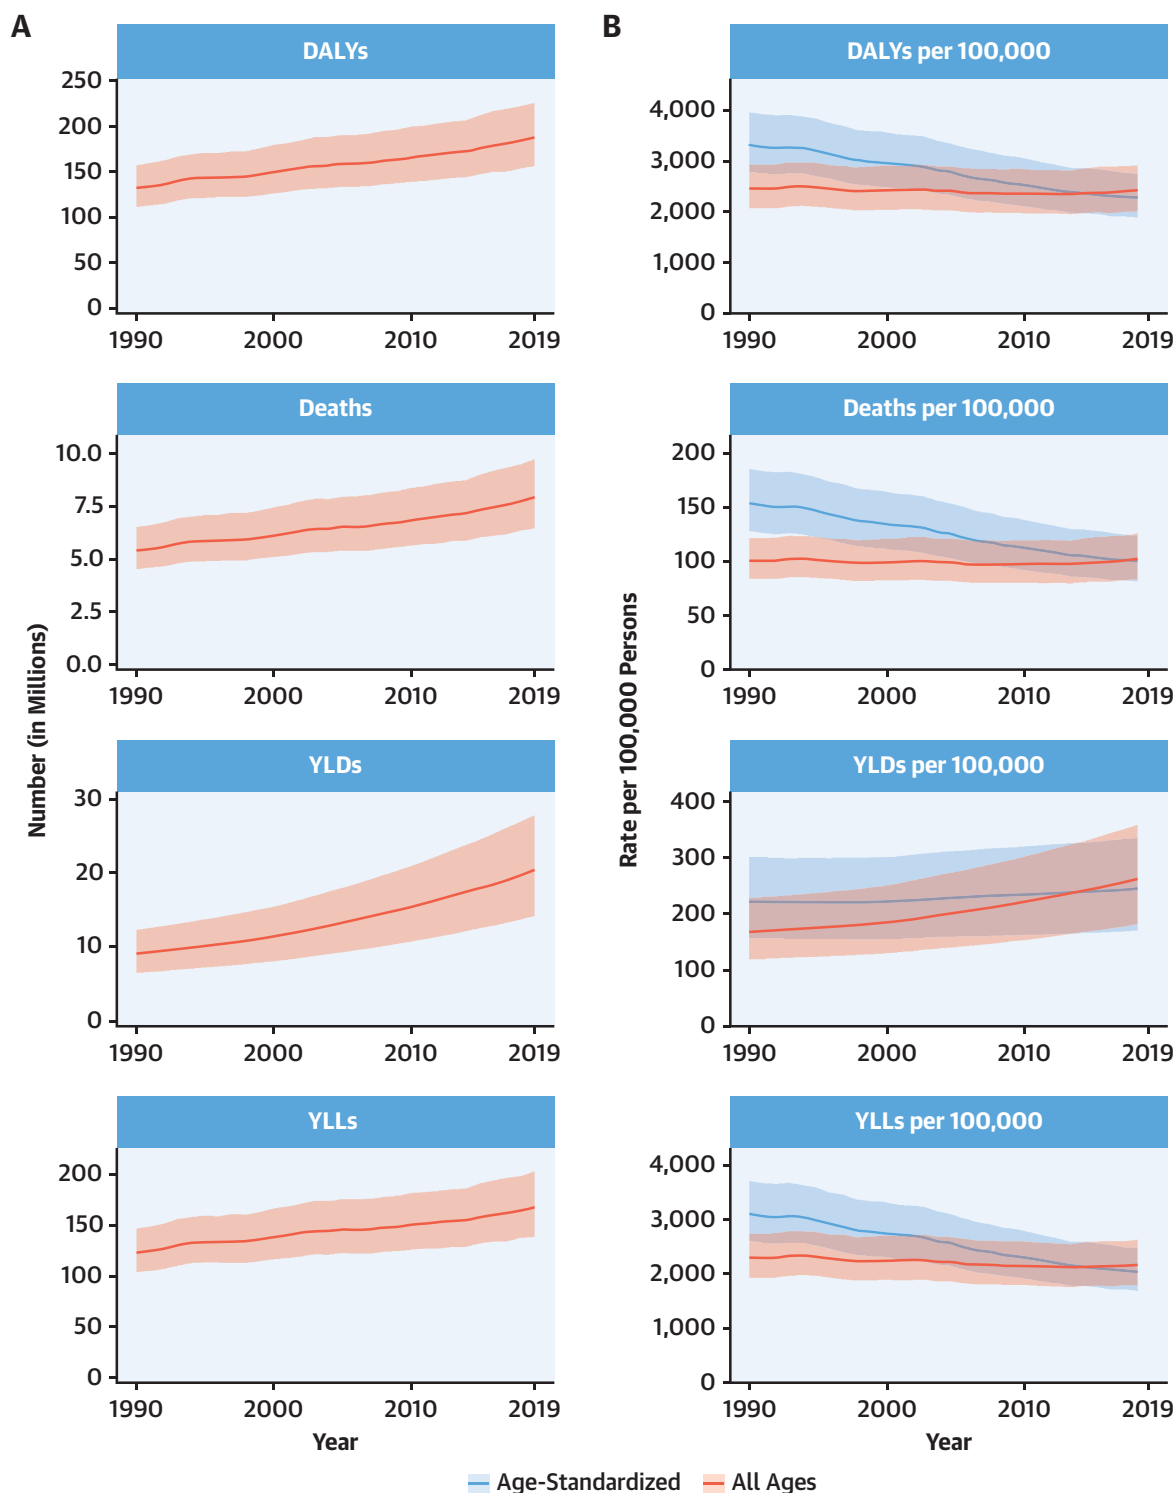 A
DALYs
250
200
150
100
50
0
1990 2000 2010 2019
Deaths
10.0
7.5
5.0
2.5
0.0
1990 2000 2010 2019
YLDs
30
20
10
0
1990 2000 2010 2019
YLLs
200
150
100
50
0
1990 2000 2010 2019
Year
Number (in Millions)
B
DALYs per 100,000
4,000
3,000
2,000
1,000
0
1990 2000 2010 2019
Deaths per 100,000
200
150
100
50
0
1990 2000 2010 2019
YLDs per 100,000
400
300
200
100
0
1990 2000 2010 2019
YLLs per 100,000
4,000
3,000
2,000
1,000
0
1990 2000 2010 2019
Year
Rate per 100,000 Persons
Age-Standardized All Ages